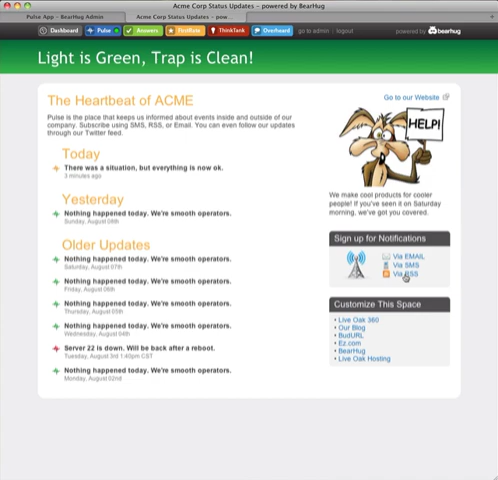 Acme Corp Status Updates - powered by BearHug
Pulse App - BearHug Admin
Acme Corp Status Updates - pow...
Dashboard
Pulse
Answers
FirstRate
ThinkTank
Overheard
go to admin
logout
powered by bearhug
Light is Green, Trap is Clean!
The Heartbeat of ACME
Pulse is the place that keeps us informed about events inside and outside of our
company. Subscribe using SMS, RSS, or Email. You can even follow our updates
through our Twitter feed.
Today
There was a situation, but everything is now ok.
3 minutes ago
Yesterday
Nothing happened today. We're smooth operators.
Sunday, August 08th
Older Updates
Nothing happened today. We're smooth operators.
Saturday, August 07th
Nothing happened today. We're smooth operators.
Friday, August 06th
Nothing happened today. We're smooth operators.
Thursday, August 05th
Nothing happened today. We're smooth operators.
Wednesday, August 04th
Server 22 is down. Will be back after a reboot.
Tuesday, August 3rd 1:40pm CST
Nothing happened today. We're smooth operators.
Monday, August 02nd
Go to our Website
HELP!
We make cool products for cooler
people! If you've seen it on Saturday
morning, we've got you covered.
Sign up for Notifications
Via EMAIL
Via SMS
Via RSS
Customize This Space
• Live Oak 360
• Our Blog
• BudURL
• Ez.com
• BearHug
• Live Oak Hosting